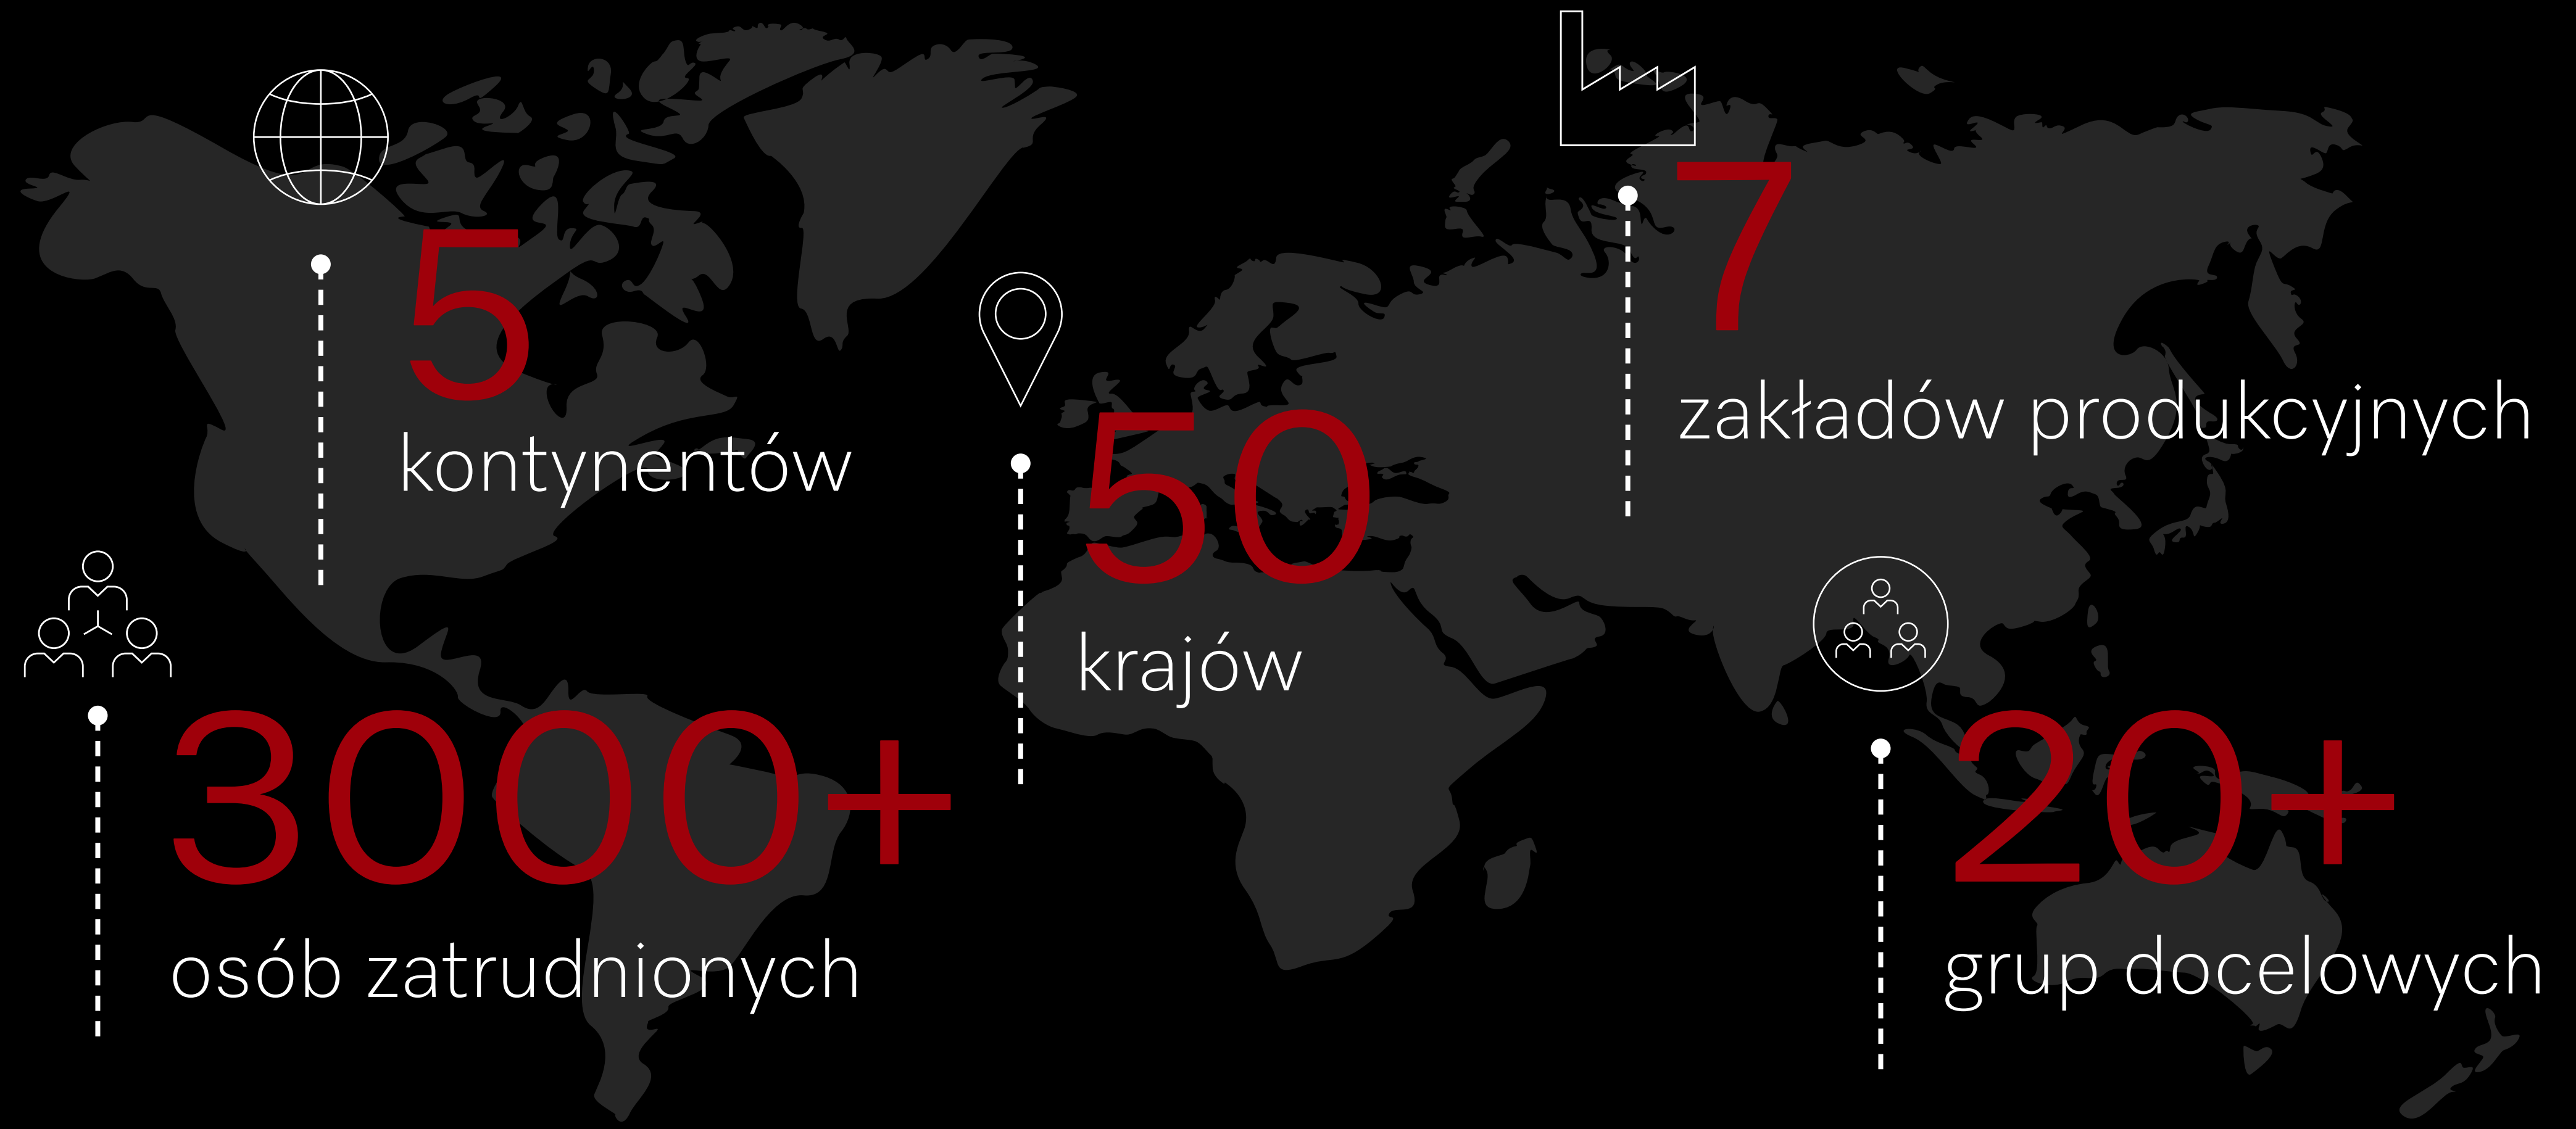 5
kontynentów
50
krajów
7
zakładów produkcyjnych
3000+
osób zatrudnionych
20+
grup docelowych